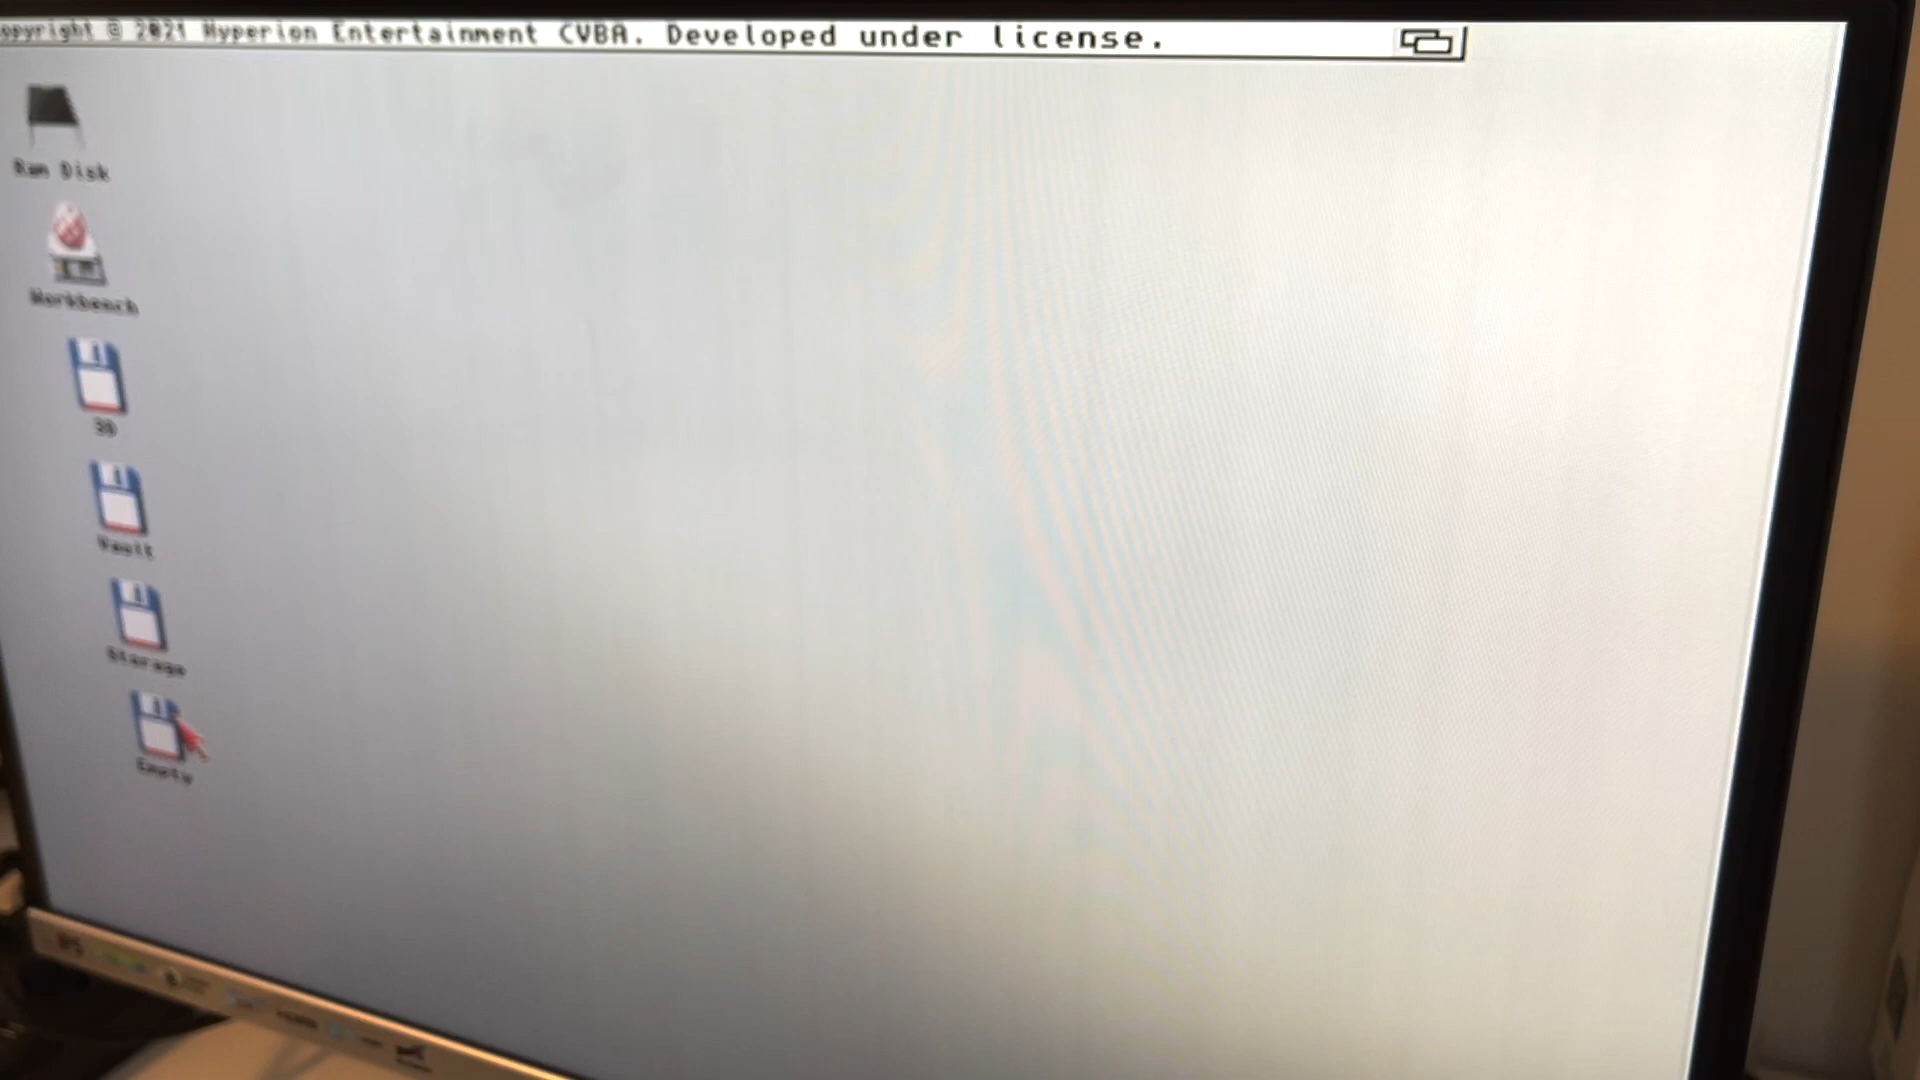 opyright © 2021 Hyperion Entertainment CVBA. Developed under license.
Ram Disk
Workbench
Vault
Storage
Empty